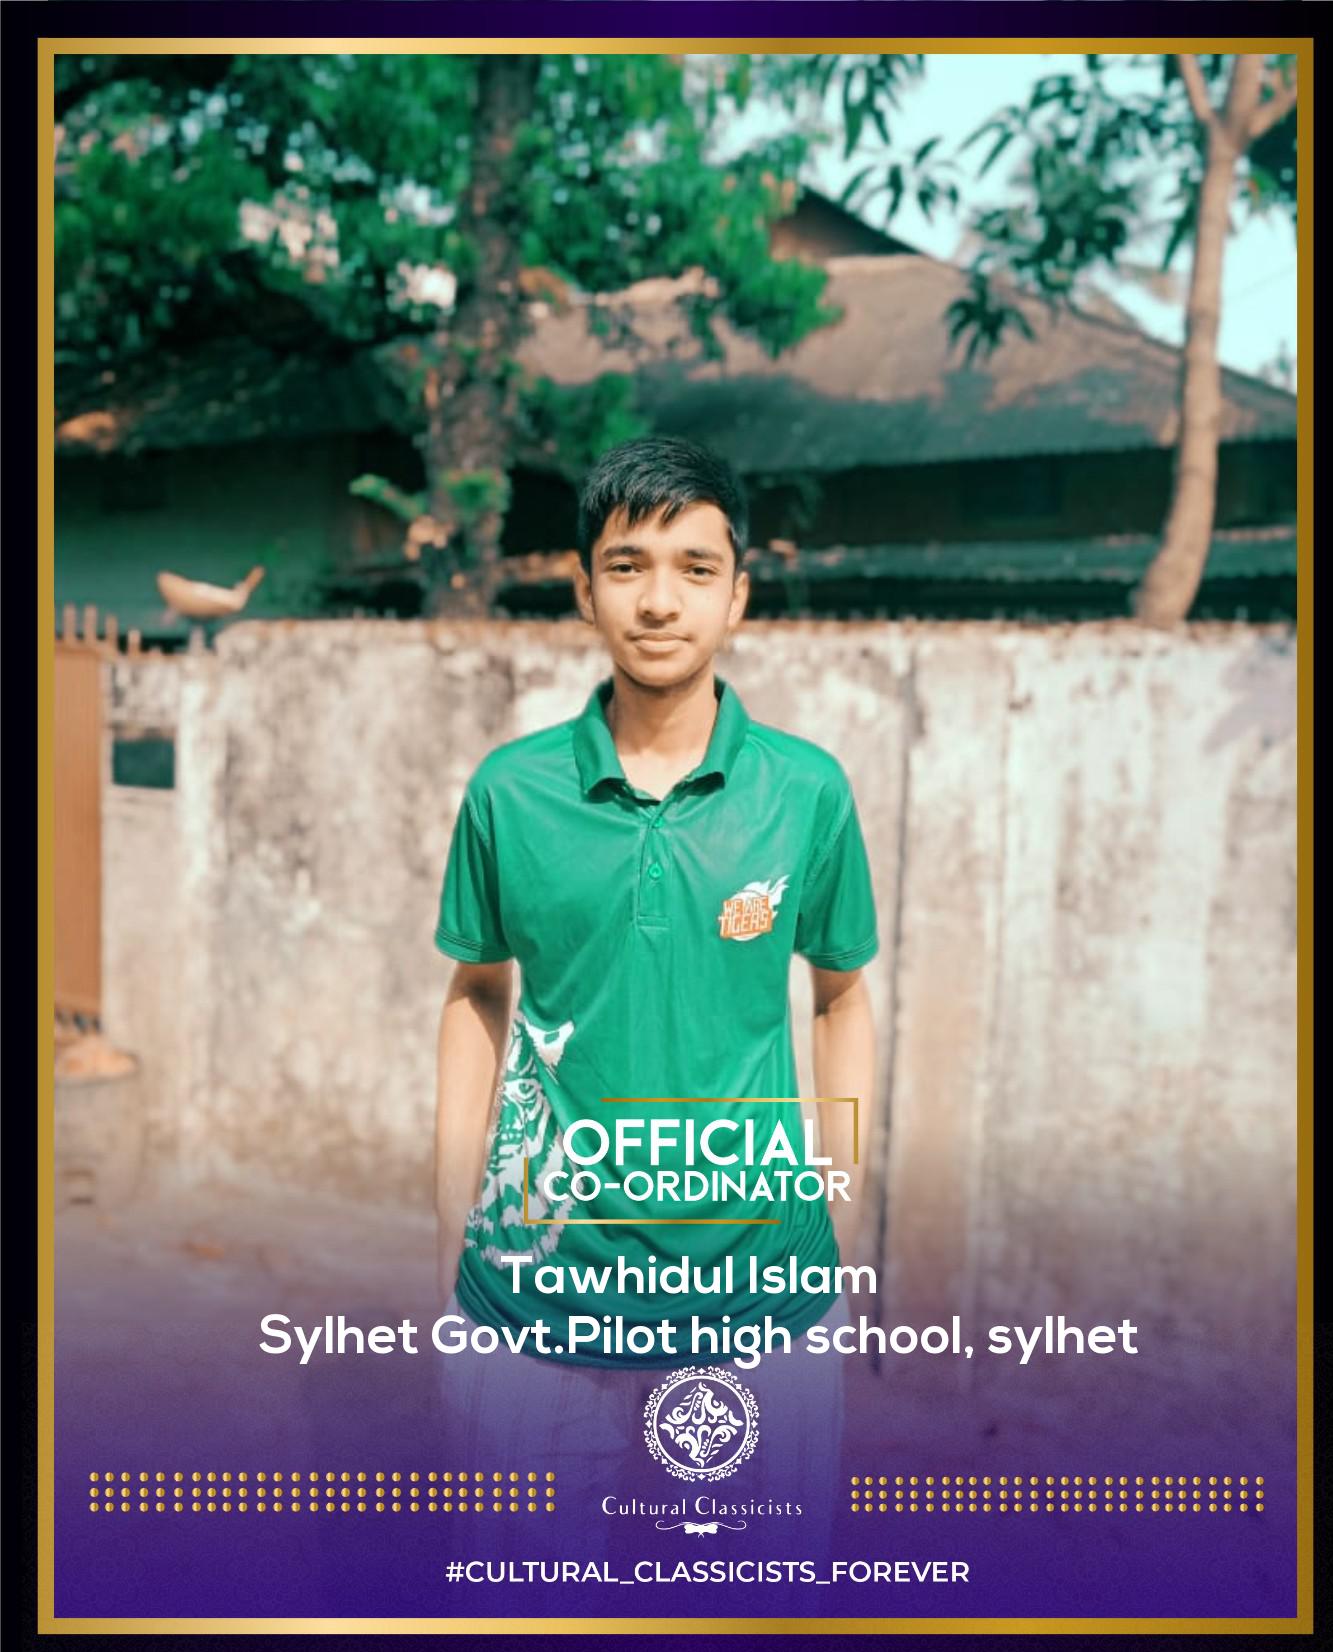 WE ARE
TIGERS
OFFICIAL
CO-ORDINATOR
Tawhidul Islam
Sylhet Govt.Pilot high school, sylhet
Cultural Classicists
#CULTURAL_CLASSICISTS_FOREVER